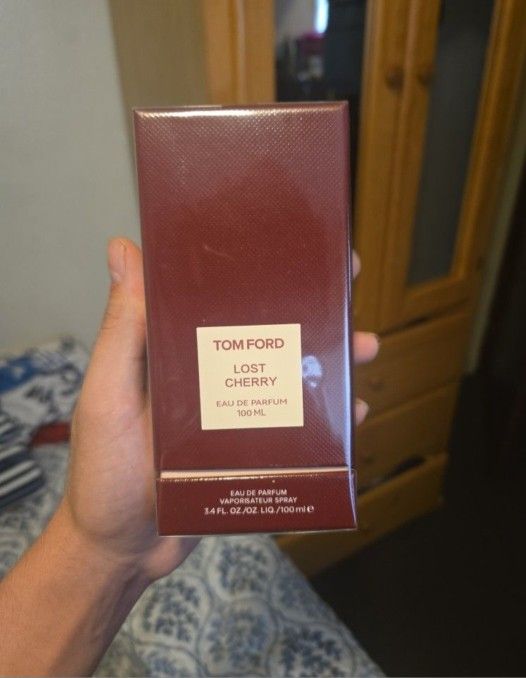 TOM FORD
LOST
CHERRY
EAU DE PARFUM
100 ML
EAU DE PARFUM
VAPORISATEUR SPRAY
3.4 FL. OZ./OZ. LIQ./100 ml ℮